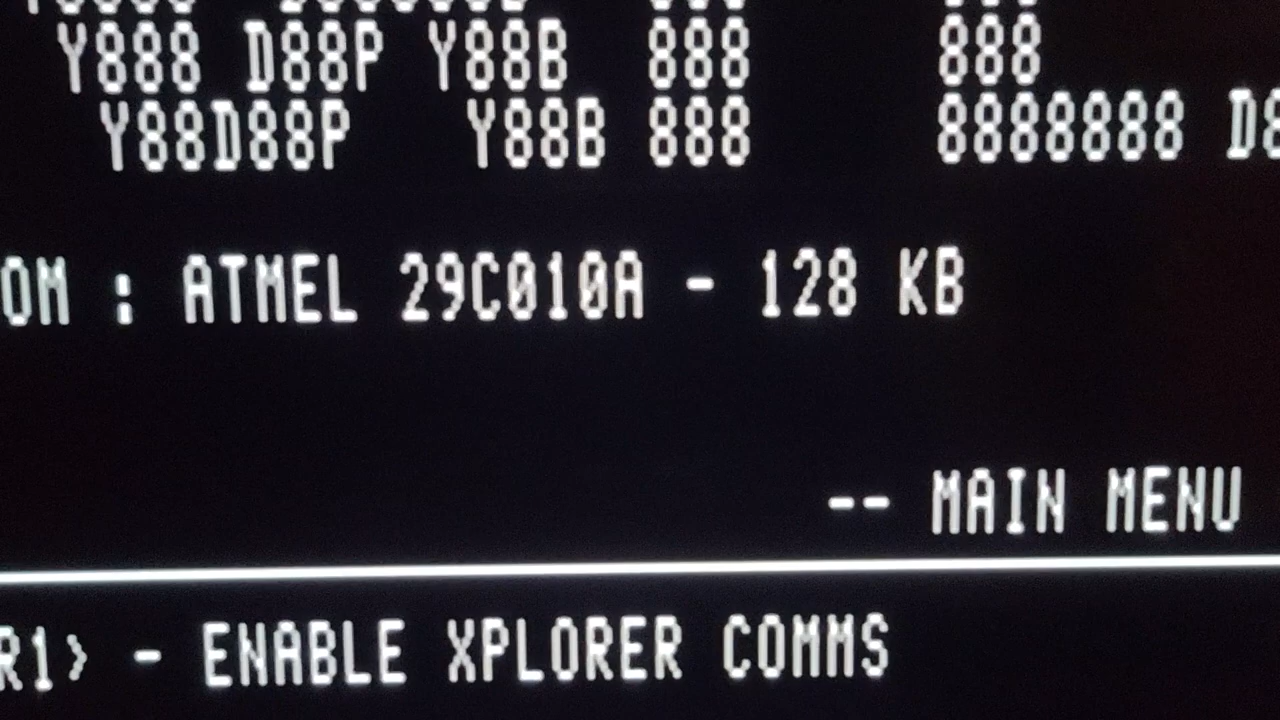 Y888 D88P Y88B 888 888
Y88D88P Y88B 888 8888888 D8
OM : ATMEL 29C010A - 128 KB
-- MAIN MENU
R1> - ENABLE XPLORER COMMS